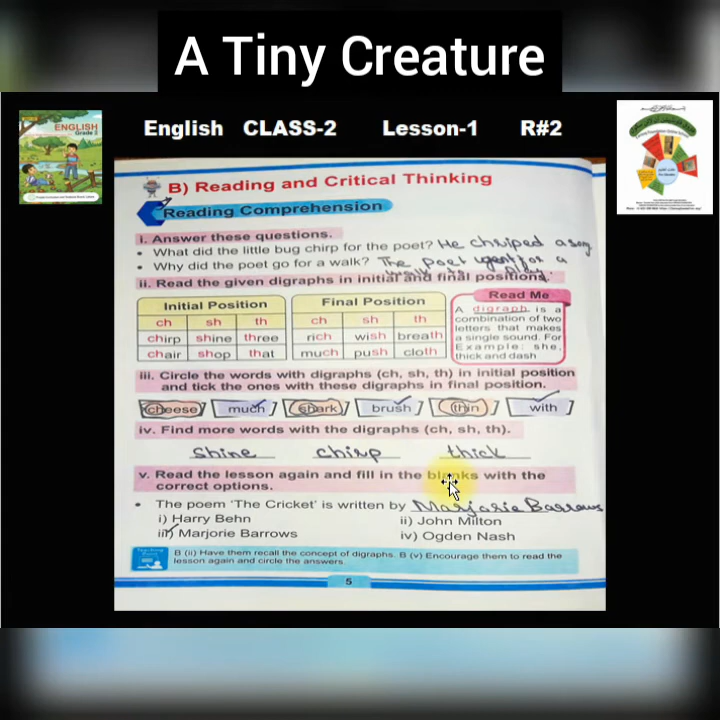 A Tiny Creature
ENGLISH
Grade 2
English CLASS-2 Lesson-1 R#2
B) Reading and Critical Thinking
Reading Comprehension
i. Answer these questions.
• What did the little bug chirp for the poet? He chriped a song
• Why did the poet go for a walk? The poet went for a
walk to play.
ii. Read the given digraphs in initial and final positions.
Initial Position
ch sh th
chirp shine three
chair shop that
Final Position
ch sh th
rich wish breath
much push cloth
Read Me
A digraph is a
combination of two
letters that makes
a single sound. For
Example: she,
thick and dash
iii. Circle the words with digraphs (ch, sh, th) in initial position
and tick the ones with these digraphs in final position.
cheese much shark brush thin with
iv. Find more words with the digraphs (ch, sh, th).
Shine chirp thick
v. Read the lesson again and fill in the blanks with the
correct options.
• The poem 'The Cricket' is written by Marjorie Barrows
i) Harry Behn ii) John Milton
iii) Marjorie Barrows iv) Ogden Nash
Teaching Point
B (ii) Have them recall the concept of digraphs. B (v) Encourage them to read the
lesson again and circle the answers.
5